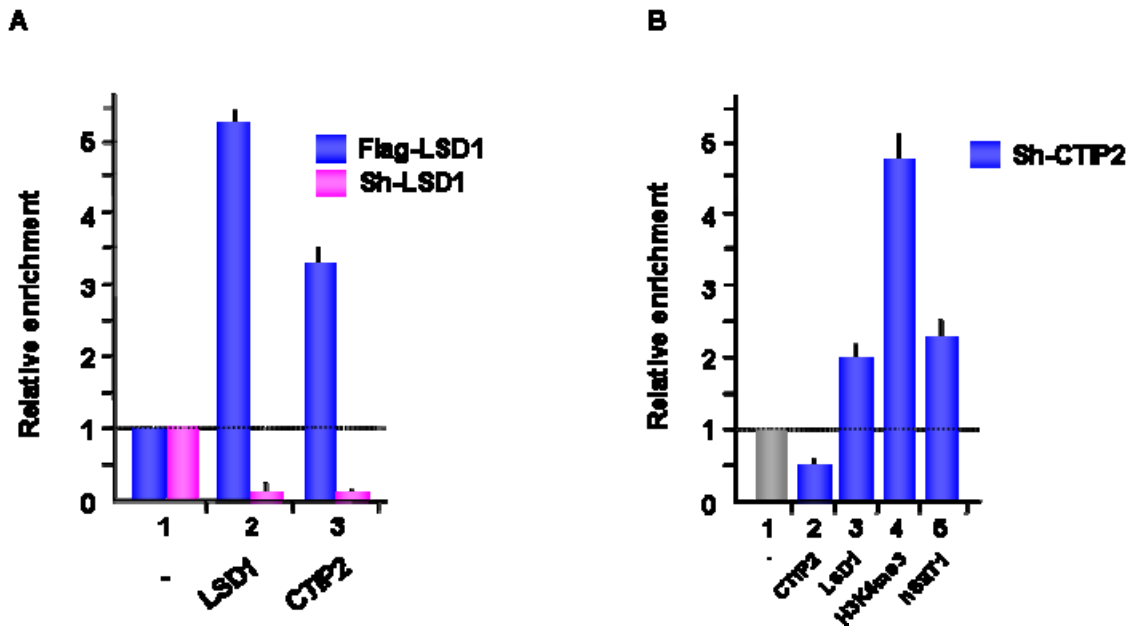 A
B
5
4
3
2
1
0
Relative enrichment
Flag-LSD1
Sh-LSD1
1 2 3
- LSD1 CTIP2
5
4
3
2
1
0
Relative enrichment
Sh-CTIP2
1 2 3 4 5
- CTIP2 LSD1 H3K4me3